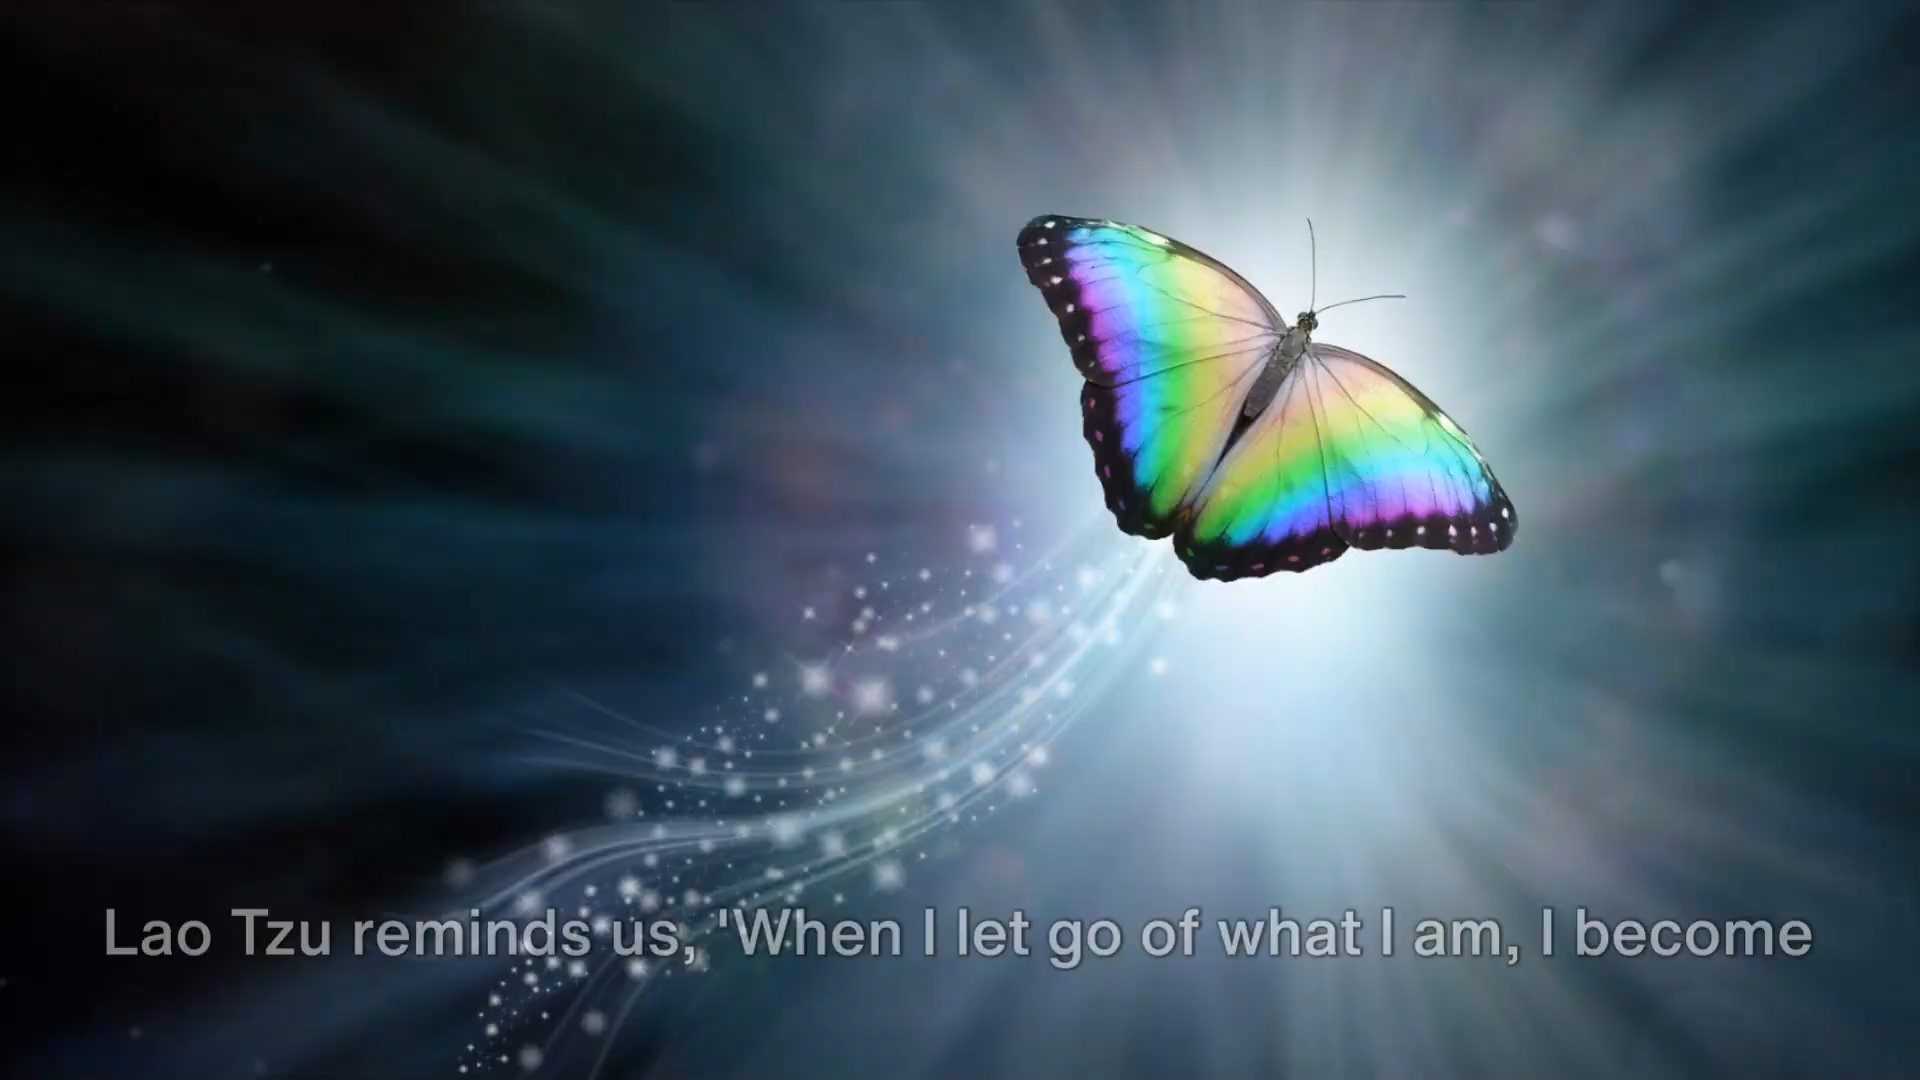 Lao Tzu reminds us, 'When I let go of what I am, I become